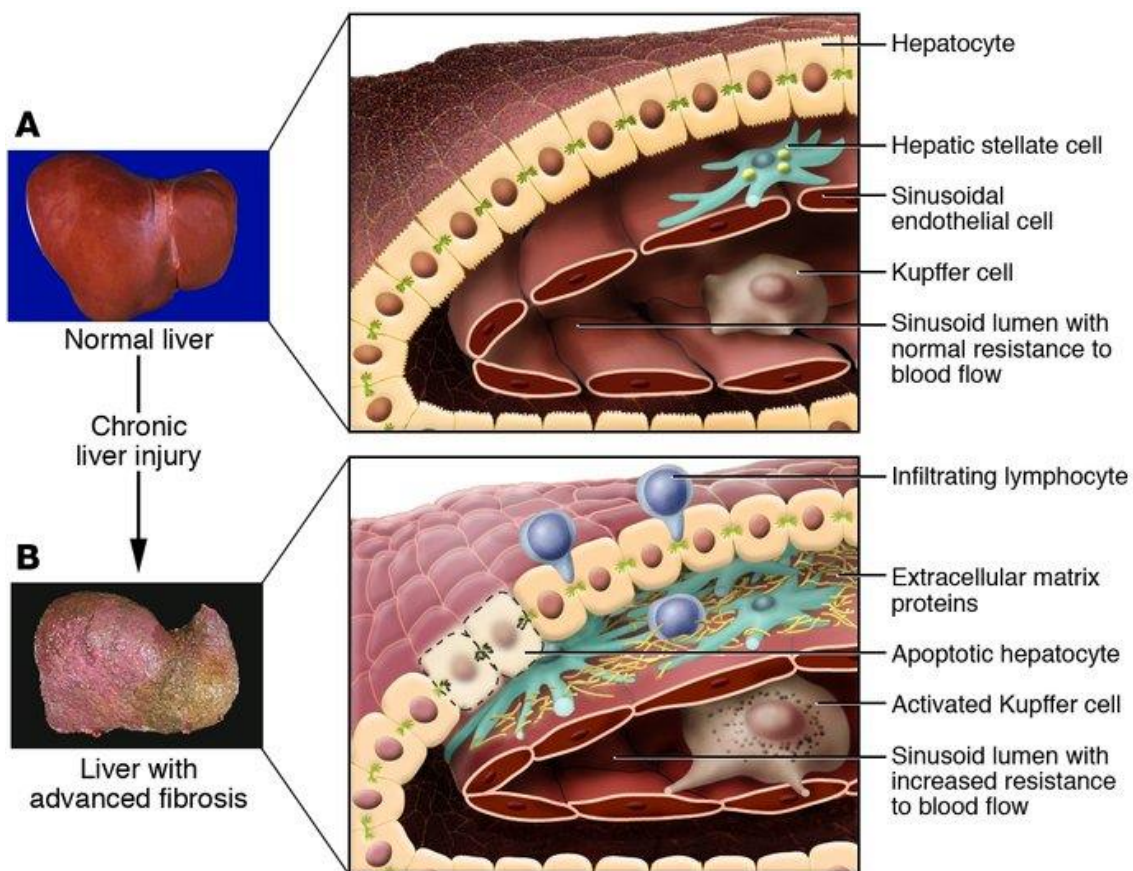 A
Normal liver
Chronic
liver injury
B
Liver with
advanced fibrosis
Hepatocyte
Hepatic stellate cell
Sinusoidal
endothelial cell
Kupffer cell
Sinusoid lumen with
normal resistance to
blood flow
Infiltrating lymphocyte
Extracellular matrix
proteins
Apoptotic hepatocyte
Activated Kupffer cell
Sinusoid lumen with
increased resistance
to blood flow